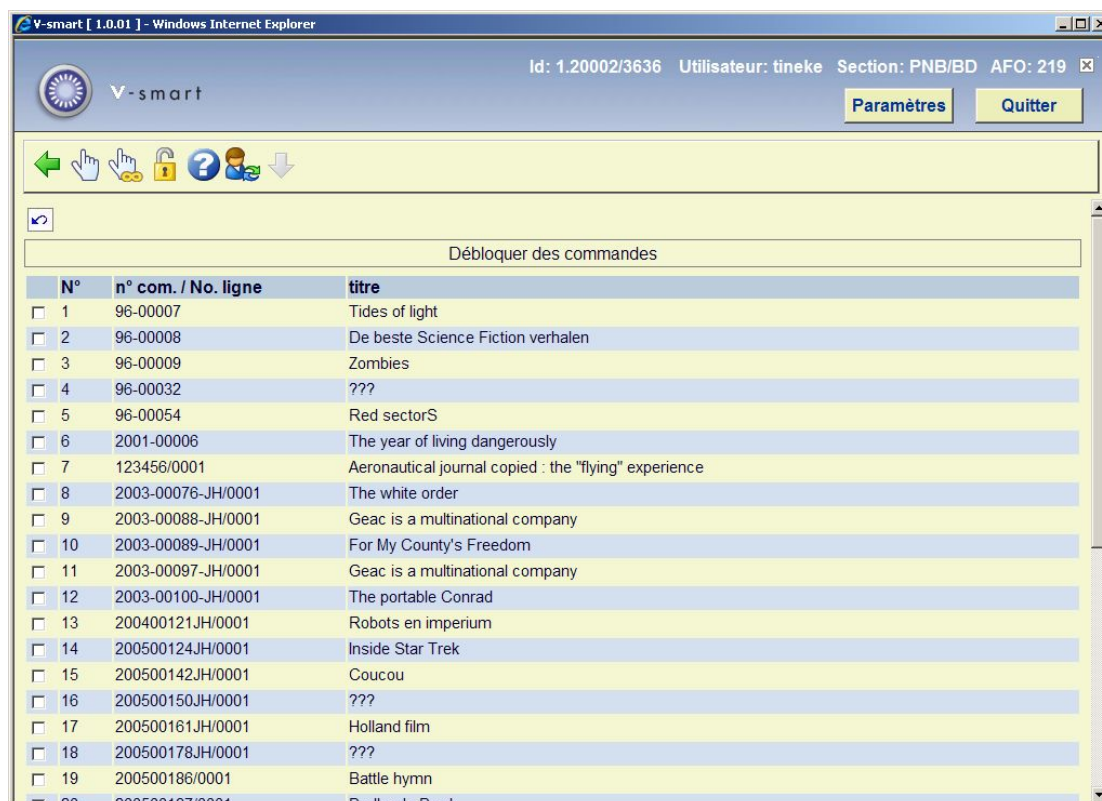 V-smart [ 1.0.01 ] - Windows Internet Explorer
Id: 1.20002/3636 Utilisateur: tineke Section: PNB/BD AFO: 219
V-smart
Paramètres Quitter
Débloquer des commandes
N° n° com. / No. ligne titre
1 96-00007 Tides of light
2 96-00008 De beste Science Fiction verhalen
3 96-00009 Zombies
4 96-00032 ???
5 96-00054 Red sectorS
6 2001-00006 The year of living dangerously
7 123456/0001 Aeronautical journal copied : the "flying" experience
8 2003-00076-JH/0001 The white order
9 2003-00088-JH/0001 Geac is a multinational company
10 2003-00089-JH/0001 For My County's Freedom
11 2003-00097-JH/0001 Geac is a multinational company
12 2003-00100-JH/0001 The portable Conrad
13 200400121JH/0001 Robots en imperium
14 200500124JH/0001 Inside Star Trek
15 200500142JH/0001 Coucou
16 200500150JH/0001 ???
17 200500161JH/0001 Holland film
18 200500178JH/0001 ???
19 200500186/0001 Battle hymn